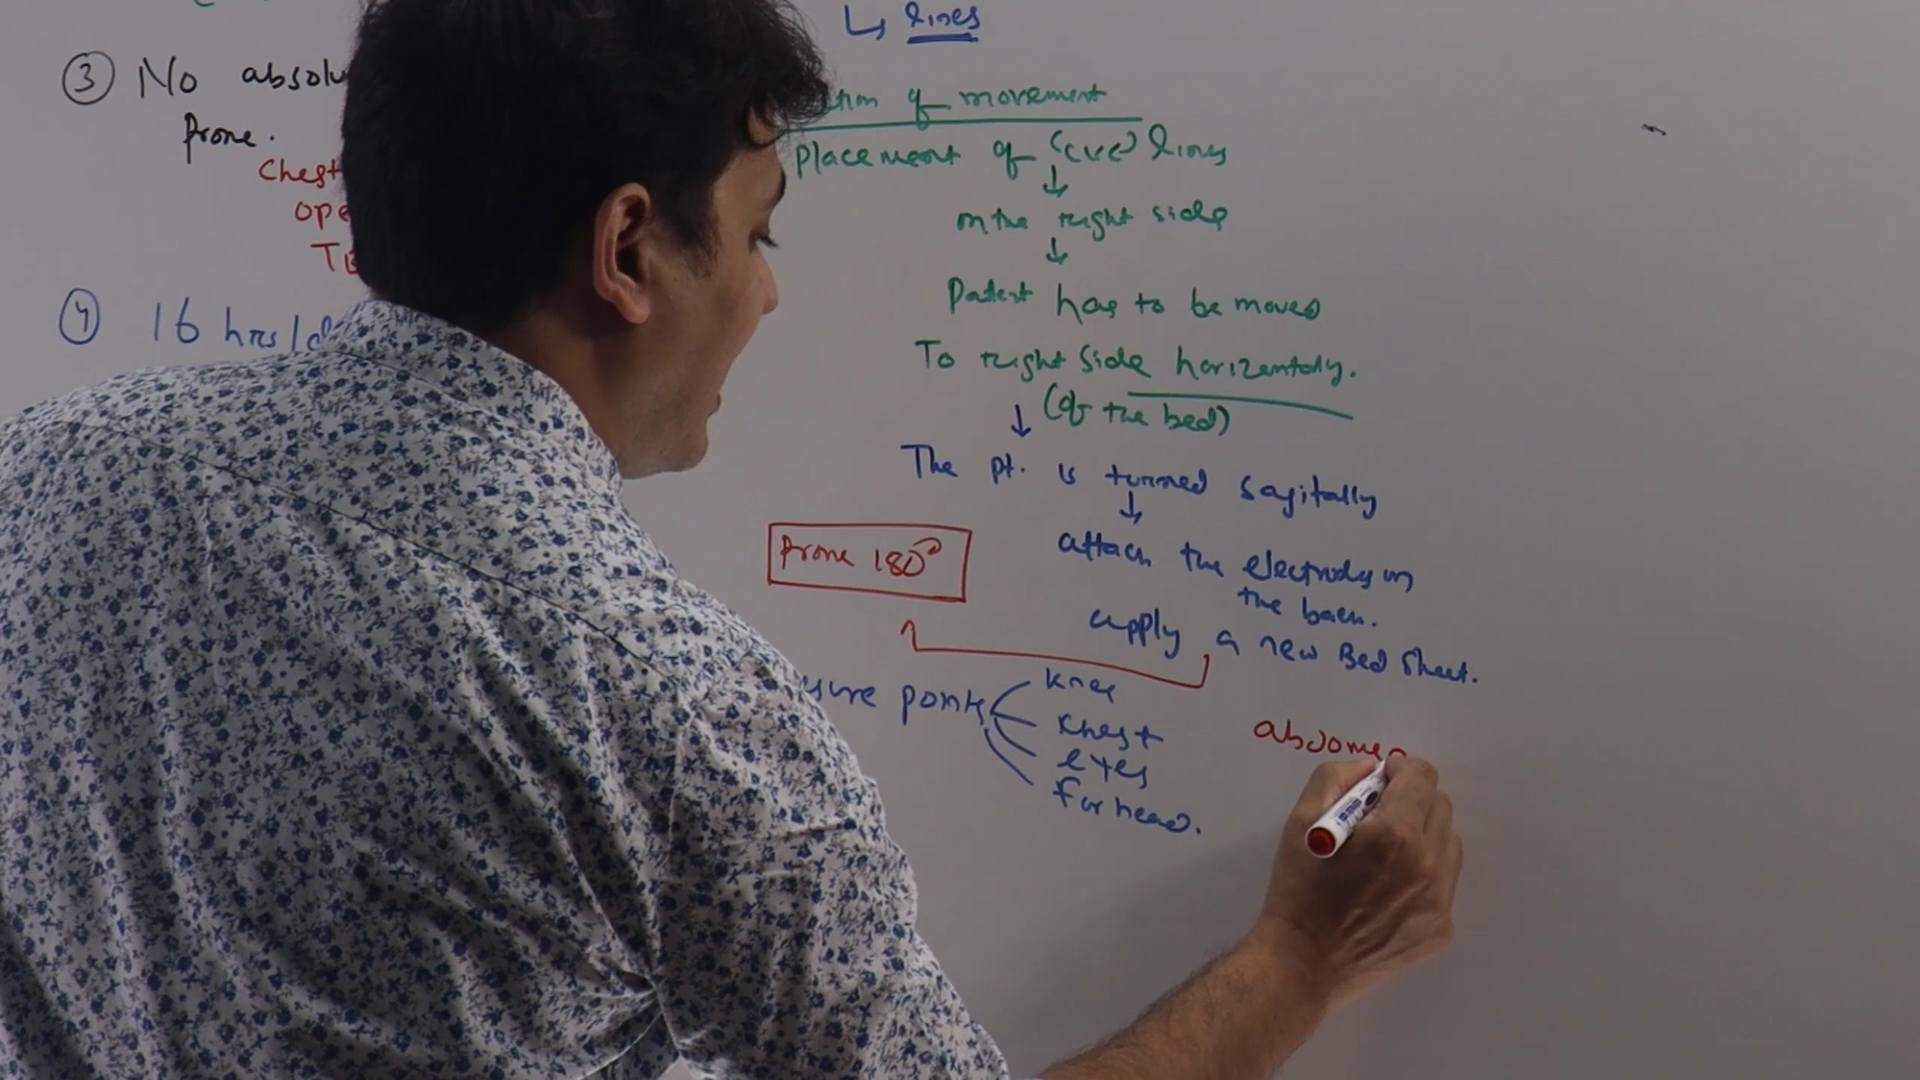 ↳ lines
③ No absolu
Prone.
Chest
ope
④ 16 hrs/d
of movement
Placement of (CVC) lines
↓
on the right side
↓
Patient has to be moved
To right side horizontally.
(of the bed)
↓
The pt. is turned sagitally
↓
attach the electrodes on
the back.
apply a new Bed Sheet.
Prone 180°
sure points
knee
chest
eyes
forhead.
abdomen